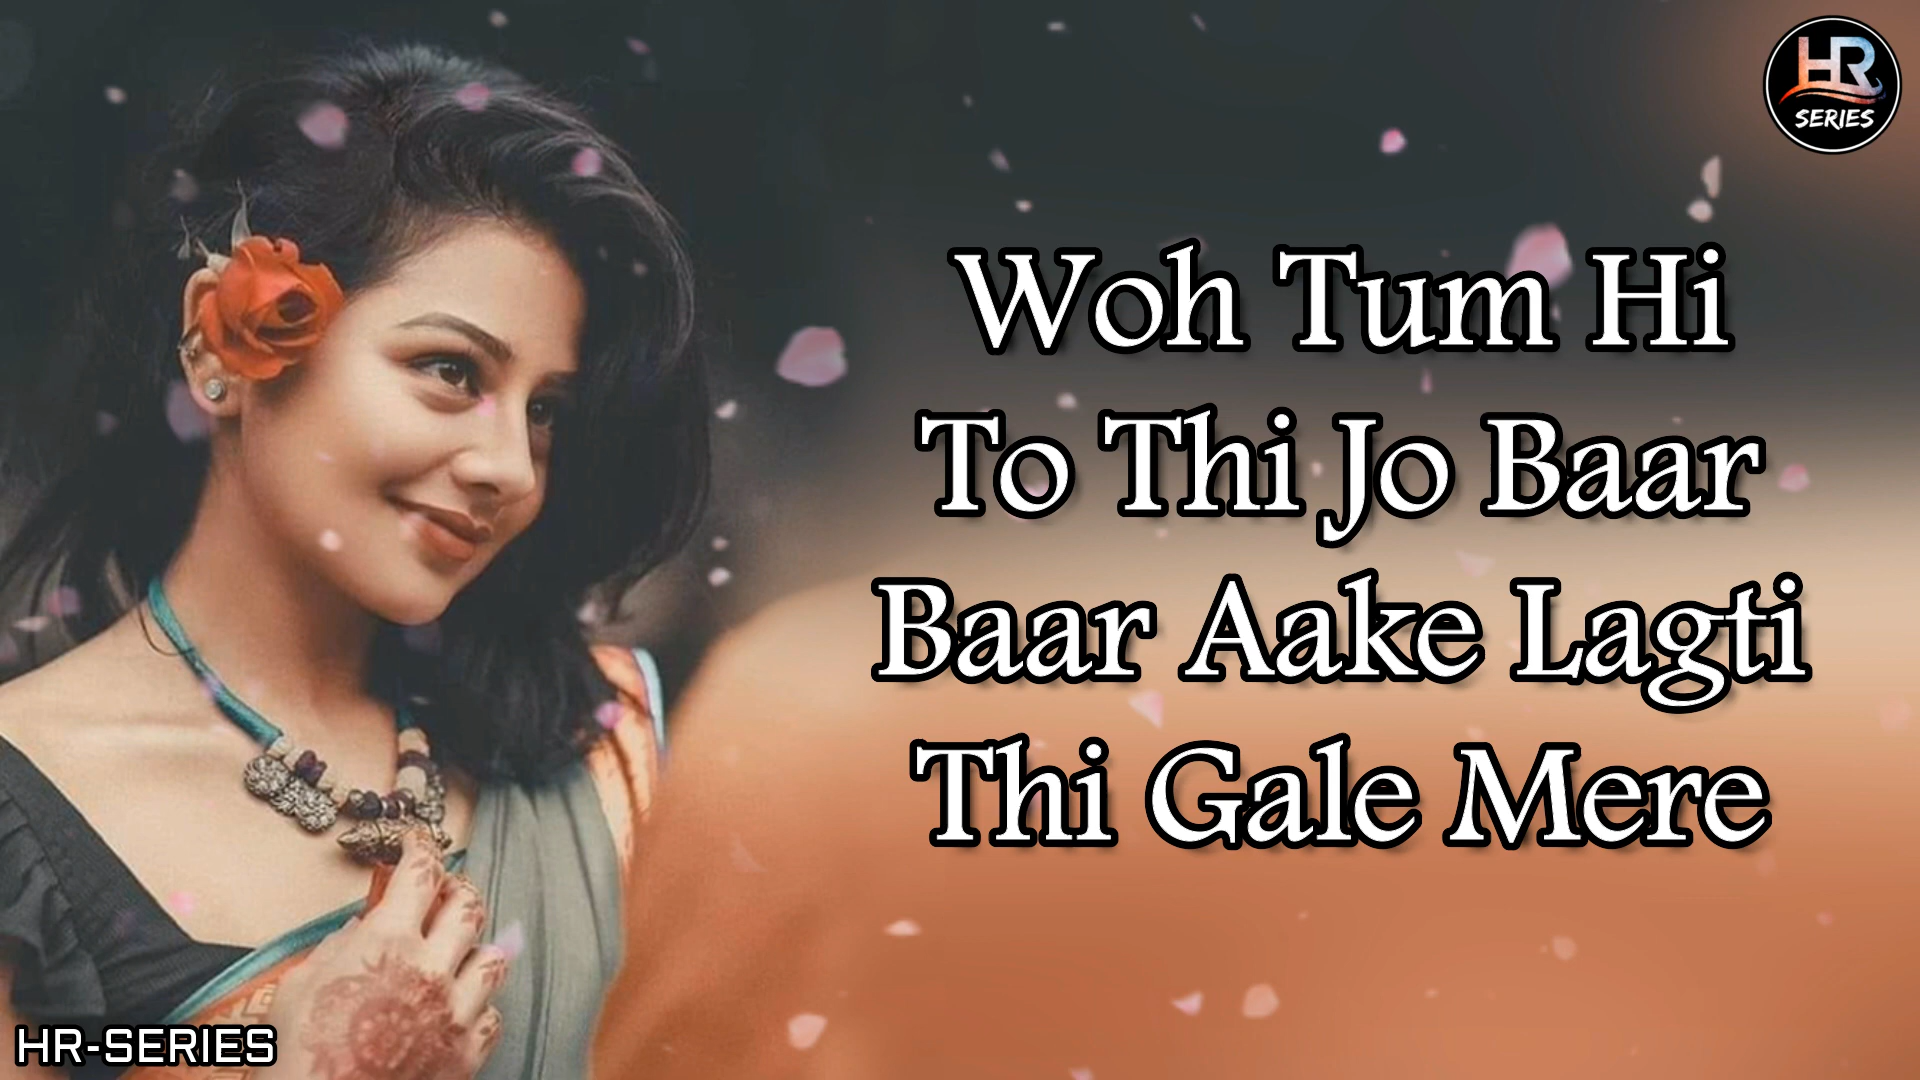 HR
SERIES
Woh Tum Hi
To Thi Jo Baar
Baar Aake Lagti
Thi Gale Mere
HR-SERIES